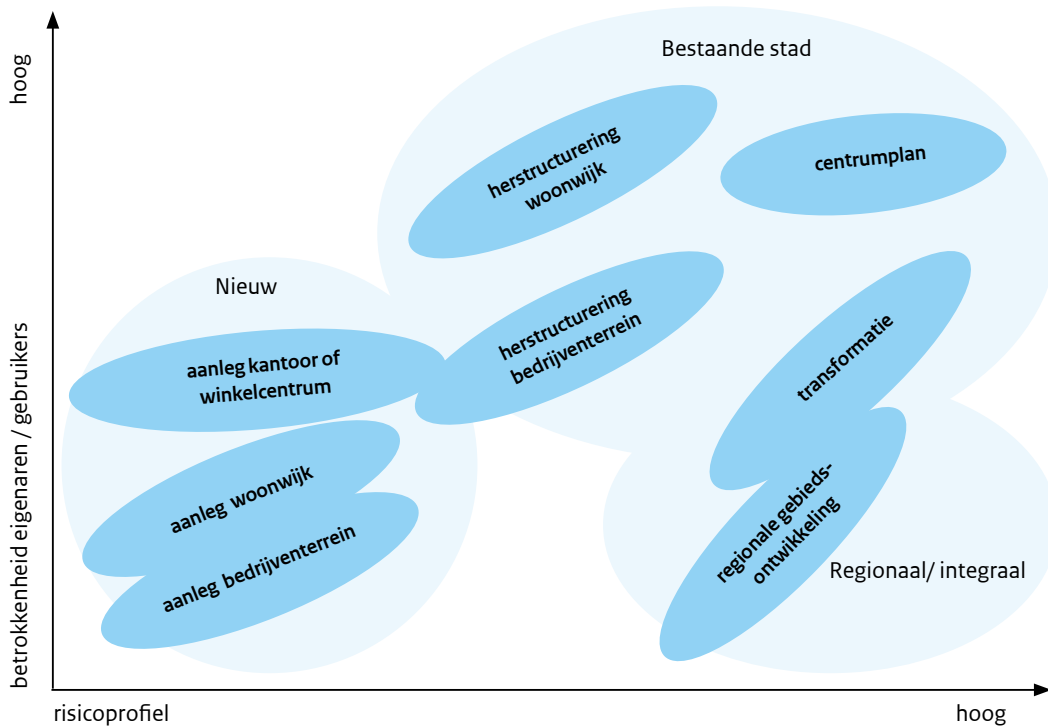 hoog
betrokkenheid eigenaren / gebruikers
Bestaande stad
herstructurering
woonwijk
centrumplan
Nieuw
aanleg kantoor of
winkelcentrum
herstructurering
bedrijventerrein
transformatie
aanleg woonwijk
aanleg bedrijventerrein
regionale gebieds-
ontwikkeling
Regionaal/ integraal
risicoprofiel
hoog